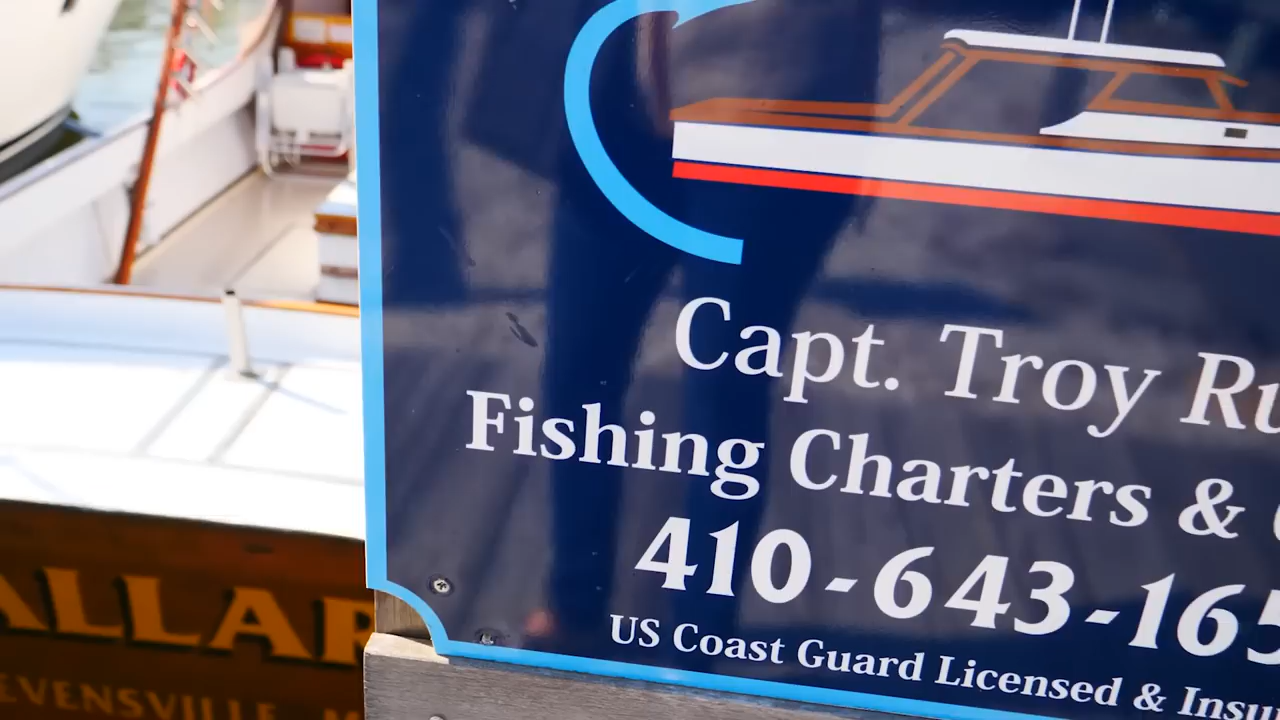 Capt. Troy Ru
Fishing Charters &
410-643-165
US Coast Guard Licensed & Insu
ALLAR
EVENSVILLE